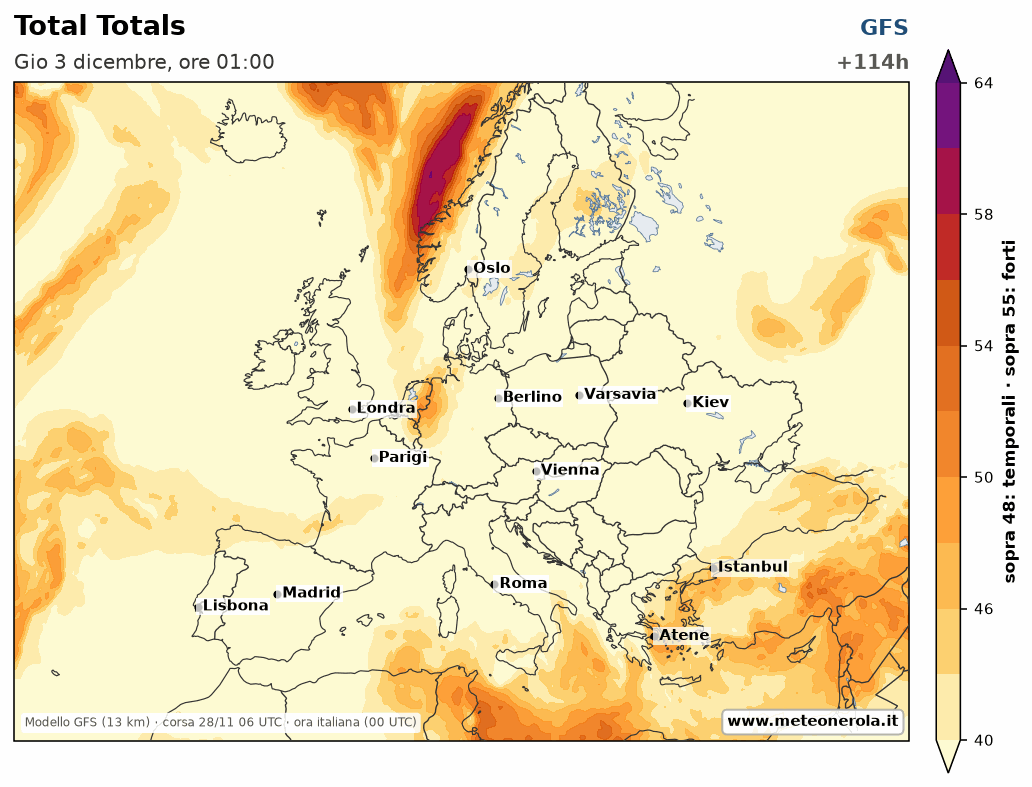 Total Totals
GFS
Gio 3 dicembre, ore 01:00
+114h
64
58
54
50
46
40
sopra 48: temporali · sopra 55: forti
Oslo
Londra
Berlino
Varsavia
Kiev
Parigi
Vienna
Istanbul
Roma
Madrid
Lisbona
Atene
Modello GFS (13 km) · corsa 28/11 06 UTC · ora italiana (00 UTC)
www.meteonerola.it